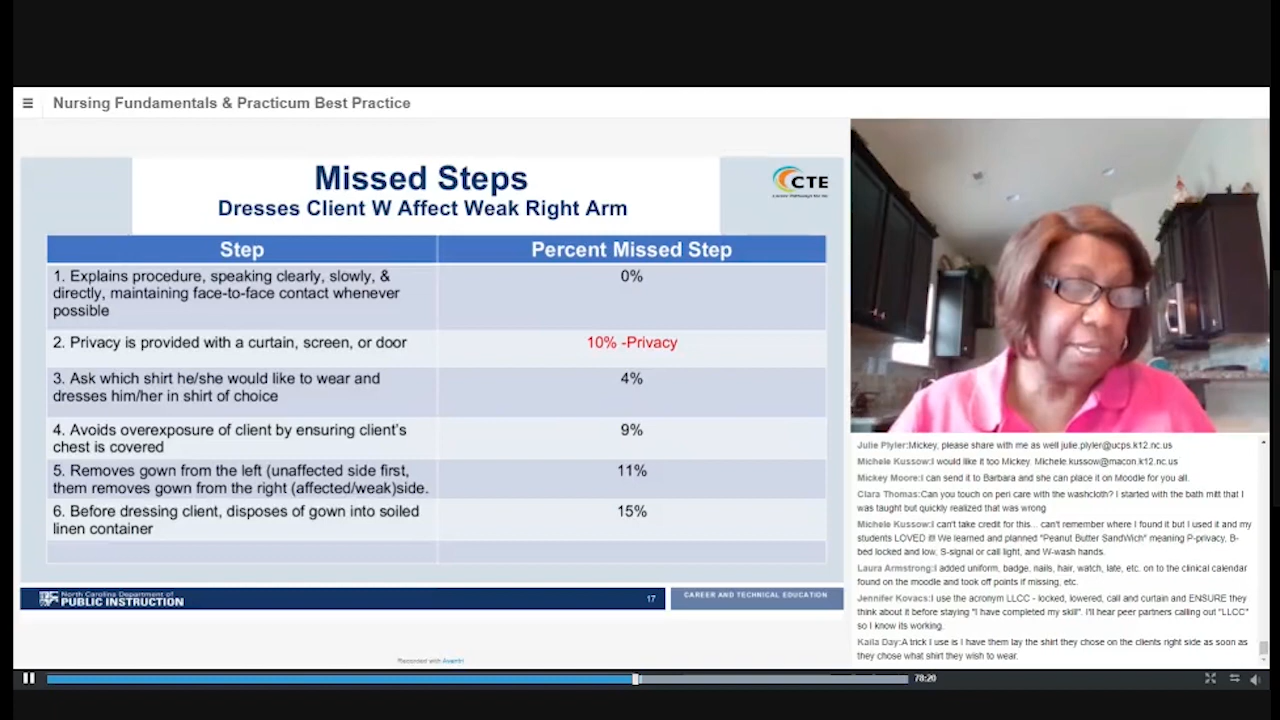 Nursing Fundamentals & Practicum Best Practice
Missed Steps
Dresses Client W Affect Weak Right Arm
CTE
Step
Percent Missed Step
1. Explains procedure, speaking clearly, slowly, &
directly, maintaining face-to-face contact whenever
possible
0%
2. Privacy is provided with a curtain, screen, or door
10% -Privacy
3. Ask which shirt he/she would like to wear and
dresses him/her in shirt of choice
4%
4. Avoids overexposure of client by ensuring client's
chest is covered
9%
5. Removes gown from the left (unaffected side first,
them removes gown from the right (affected/weak)side.
11%
6. Before dressing client, disposes of gown into soiled
linen container
15%
North Carolina Department of
PUBLIC INSTRUCTION
17
CAREER AND TECHNICAL EDUCATION
Recorded with
Julie Plyler:Mickey, please share with me as well julie.plyler@ucps.k12.nc.us
Michele Kussow:I would like it too Mickey. Michele.kussow@macon.k12.nc.us
Mickey Moore:I can send it to Barbara and she can place it on Moodle for you all.
Clara Thomas:Can you touch on peri care with the washcloth? I started with the bath mitt that I
was taught but quickly realized that was wrong
Michele Kussow:I can't take credit for this... can't remember where I found it but I used it and my
students LOVED it! We learned and planned "Peanut Butter SandWich" meaning P-privacy, B-
bed locked and low, S-signal or call light, and W-wash hands.
Laura Armstrong:I added uniform, badge, nails, hair, watch, late, etc. on to the clinical calendar
found on the moodle and took off points if missing, etc.
Jennifer Kovacs:I use the acronym LLCC - locked, lowered, call and curtain and ENSURE they
think about it before staying "I have completed my skill". I'll hear peer partners calling out "LLCC"
so I know its working.
Kaila Day:A trick I use is I have them lay the shirt they chose on the clients right side as soon as
they chose what shirt they wish to wear.
78:20